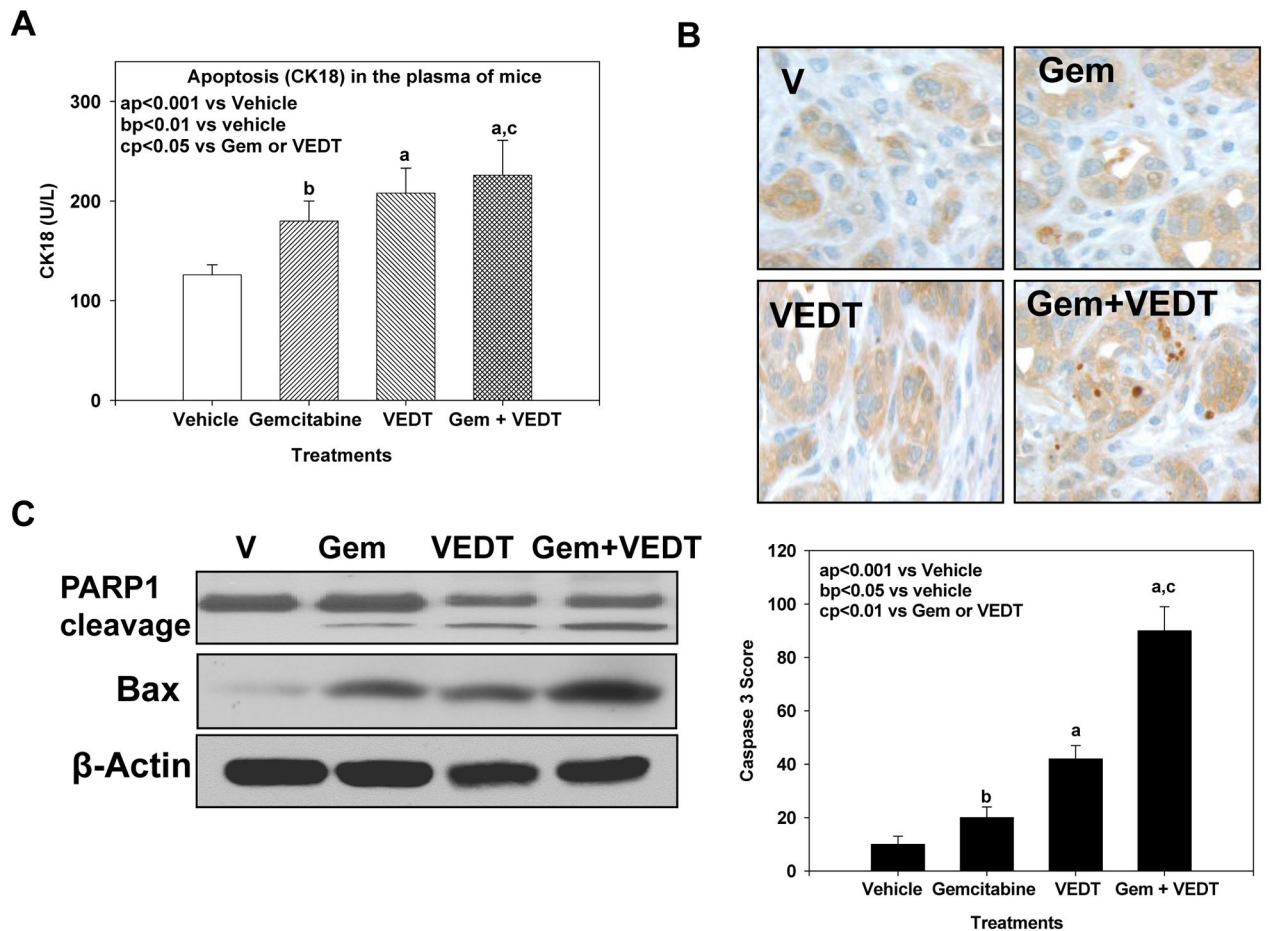 A
Apoptosis (CK18) in the plasma of mice
ap<0.001 vs Vehicle
bp<0.01 vs vehicle
cp<0.05 vs Gem or VEDT
300
200
100
0
CK18 (U/L)
b
a
a,c
Vehicle Gemcitabine VEDT Gem + VEDT
Treatments
B
V
Gem
VEDT
Gem+VEDT
C
V Gem VEDT Gem+VEDT
PARP1
cleavage
Bax
β-Actin
120
100
80
60
40
20
0
Caspase 3 Score
ap<0.001 vs Vehicle
bp<0.05 vs vehicle
cp<0.01 vs Gem or VEDT
b
a
a,c
Vehicle Gemcitabine VEDT Gem + VEDT
Treatments